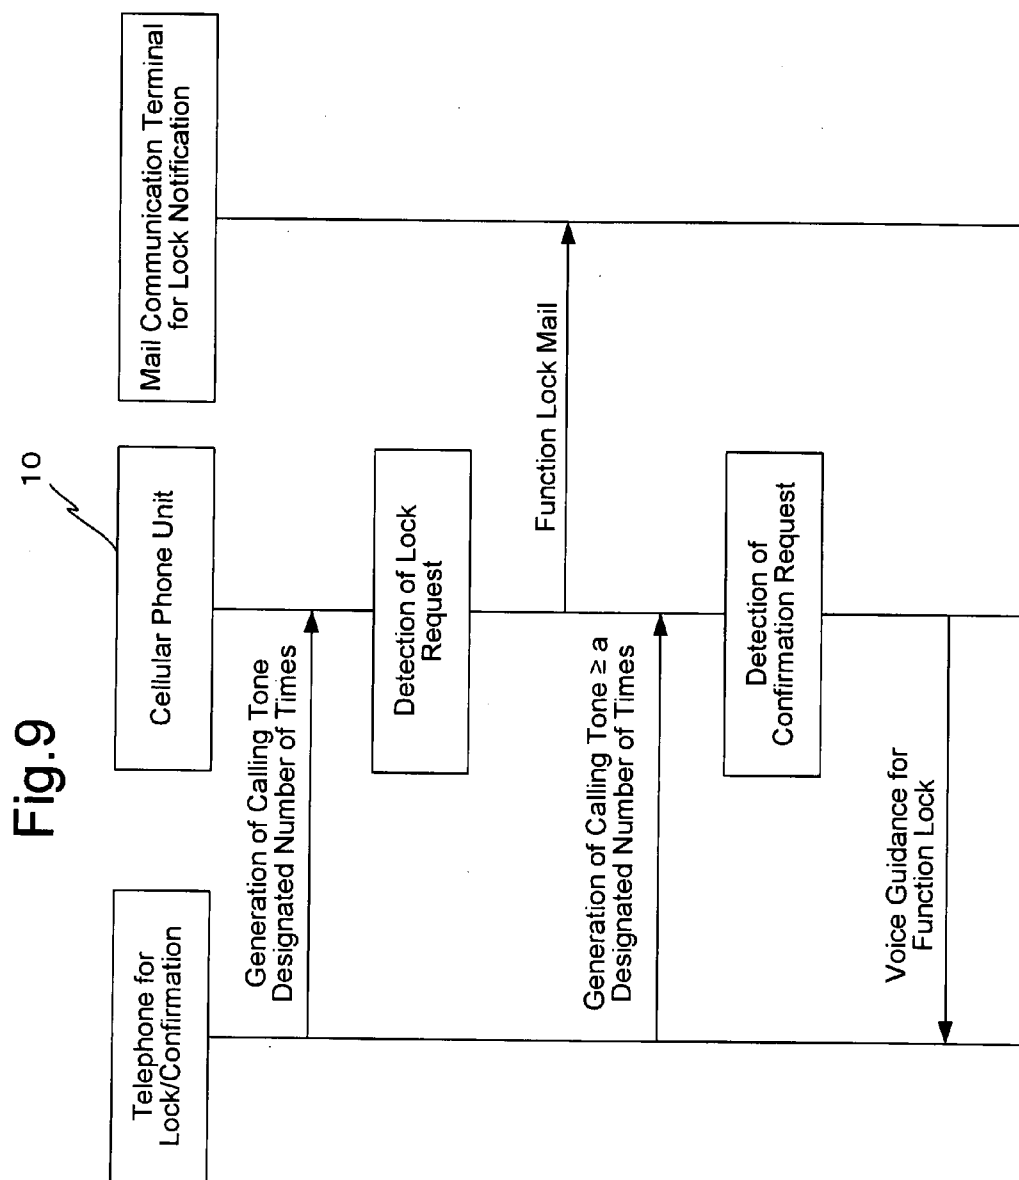 Fig.9
10
Telephone for
Lock/Confirmation
Cellular Phone Unit
Mail Communication Terminal
for Lock Notification
Generation of Calling Tone
Designated Number of Times
Detection of Lock
Request
Function Lock Mail
Generation of Calling Tone ≥ a
Designated Number of Times
Detection of
Confirmation Request
Voice Guidance for
Function Lock